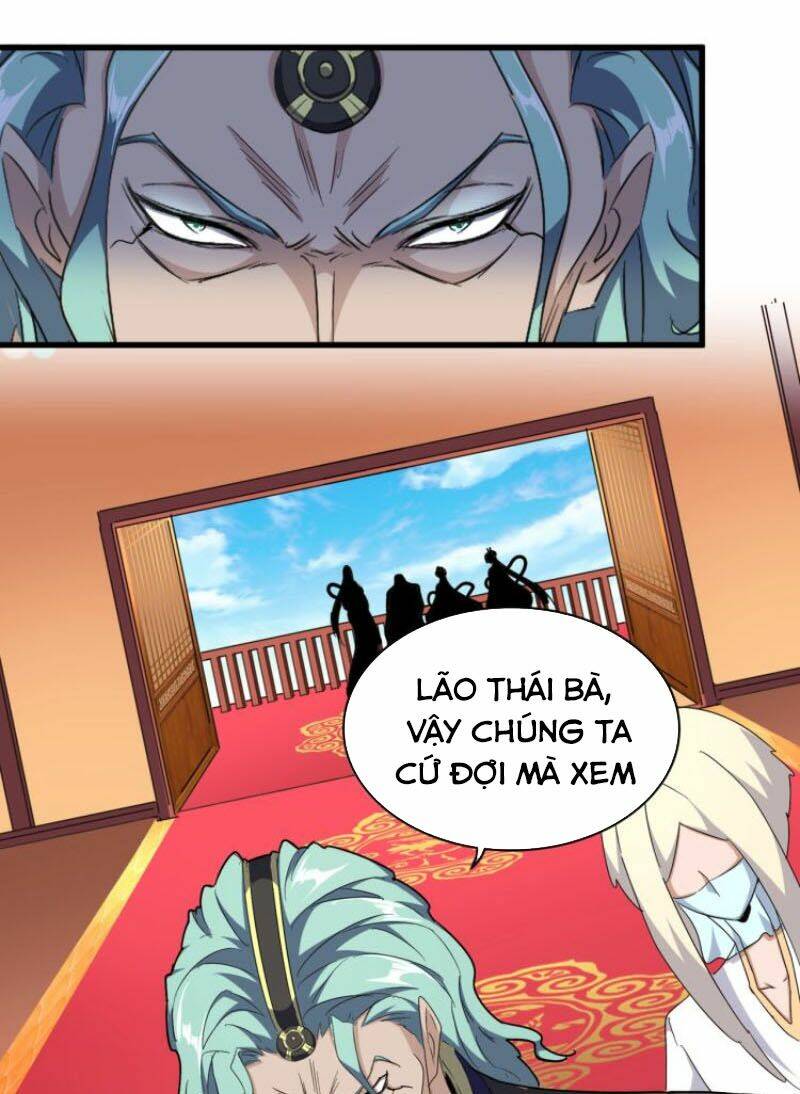 LÃO THÁI BÀ,
VẬY CHÚNG TA
CỨ ĐỢI MÀ XEM